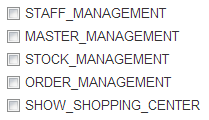 STAFF_MANAGEMENT
MASTER_MANAGEMENT
STOCK_MANAGEMENT
ORDER_MANAGEMENT
SHOW_SHOPPING_CENTER